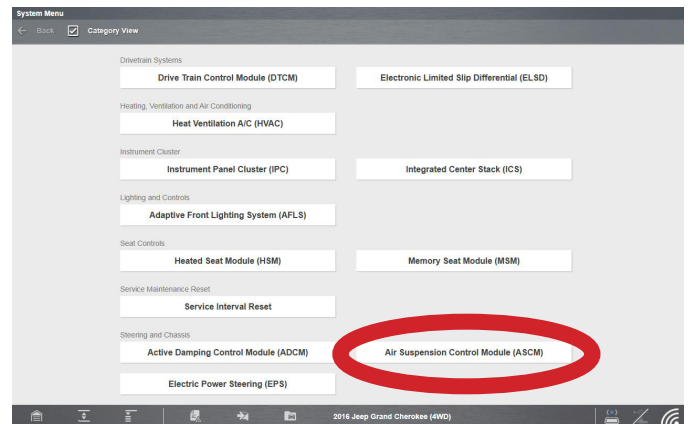 System Menu
Back Category View
Drivetrain Systems
Drive Train Control Module (DTCM) Electronic Limited Slip Differential (ELSD)
Heating, Ventilation and Air Conditioning
Heat Ventilation A/C (HVAC)
Instrument Cluster
Instrument Panel Cluster (IPC) Integrated Center Stack (ICS)
Lighting and Controls
Adaptive Front Lighting System (AFLS)
Seat Controls
Heated Seat Module (HSM) Memory Seat Module (MSM)
Service Maintenance Reset
Service Interval Reset
Steering and Chassis
Active Damping Control Module (ADCM) Air Suspension Control Module (ASCM)
Electric Power Steering (EPS)
2016 Jeep Grand Cherokee (4WD)